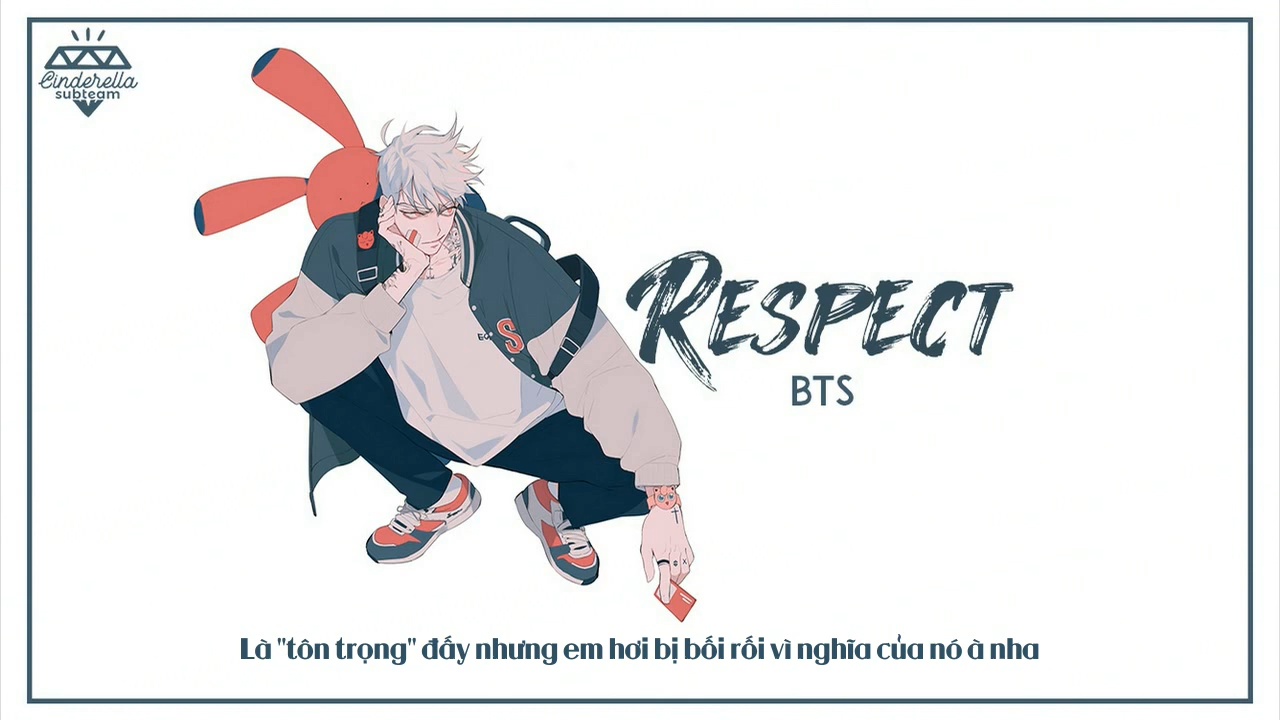 Cinderella
subteam
RESPECT
BTS
S
Là "tôn trọng" đấy nhưng em hơi bị bối rối vì nghĩa của nó à nha